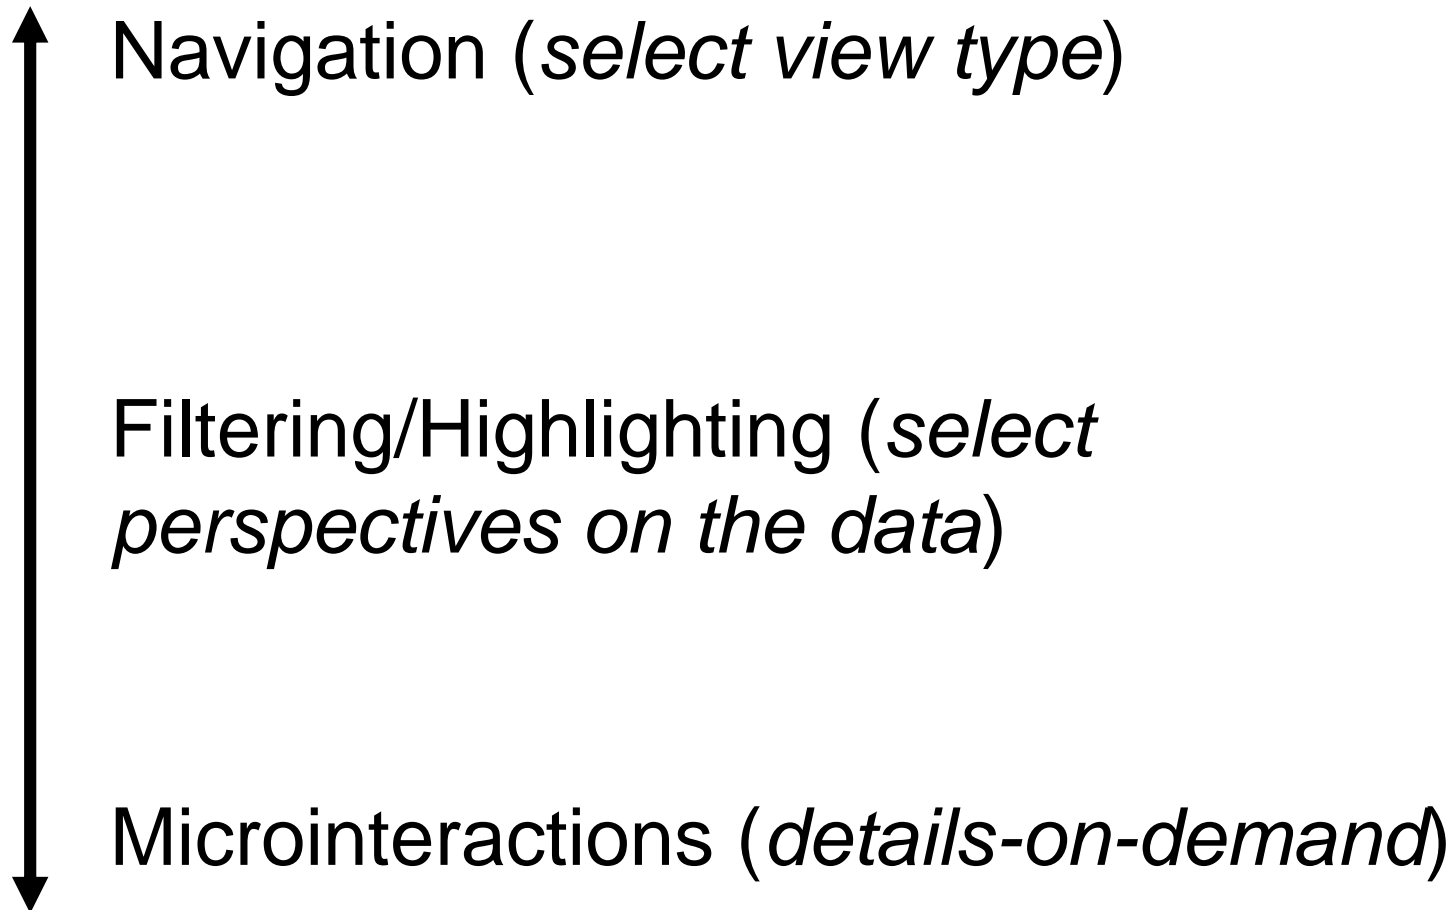 Navigation (select view type)
Filtering/Highlighting (select
perspectives on the data)
Microinteractions (details-on-demand)